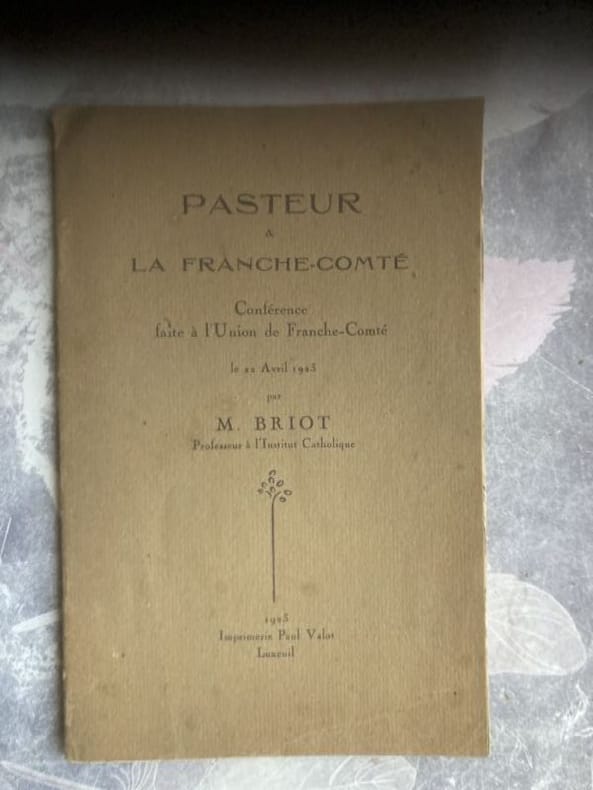 PASTEUR
&
LA FRANCHE-COMTÉ
Conférence
faite à l'Union de Franche-Comté
le 22 Avril 1923
par
M. BRIOT
Professeur à l'Institut Catholique
1923
Imprimerie Paul Valot
Luxeuil